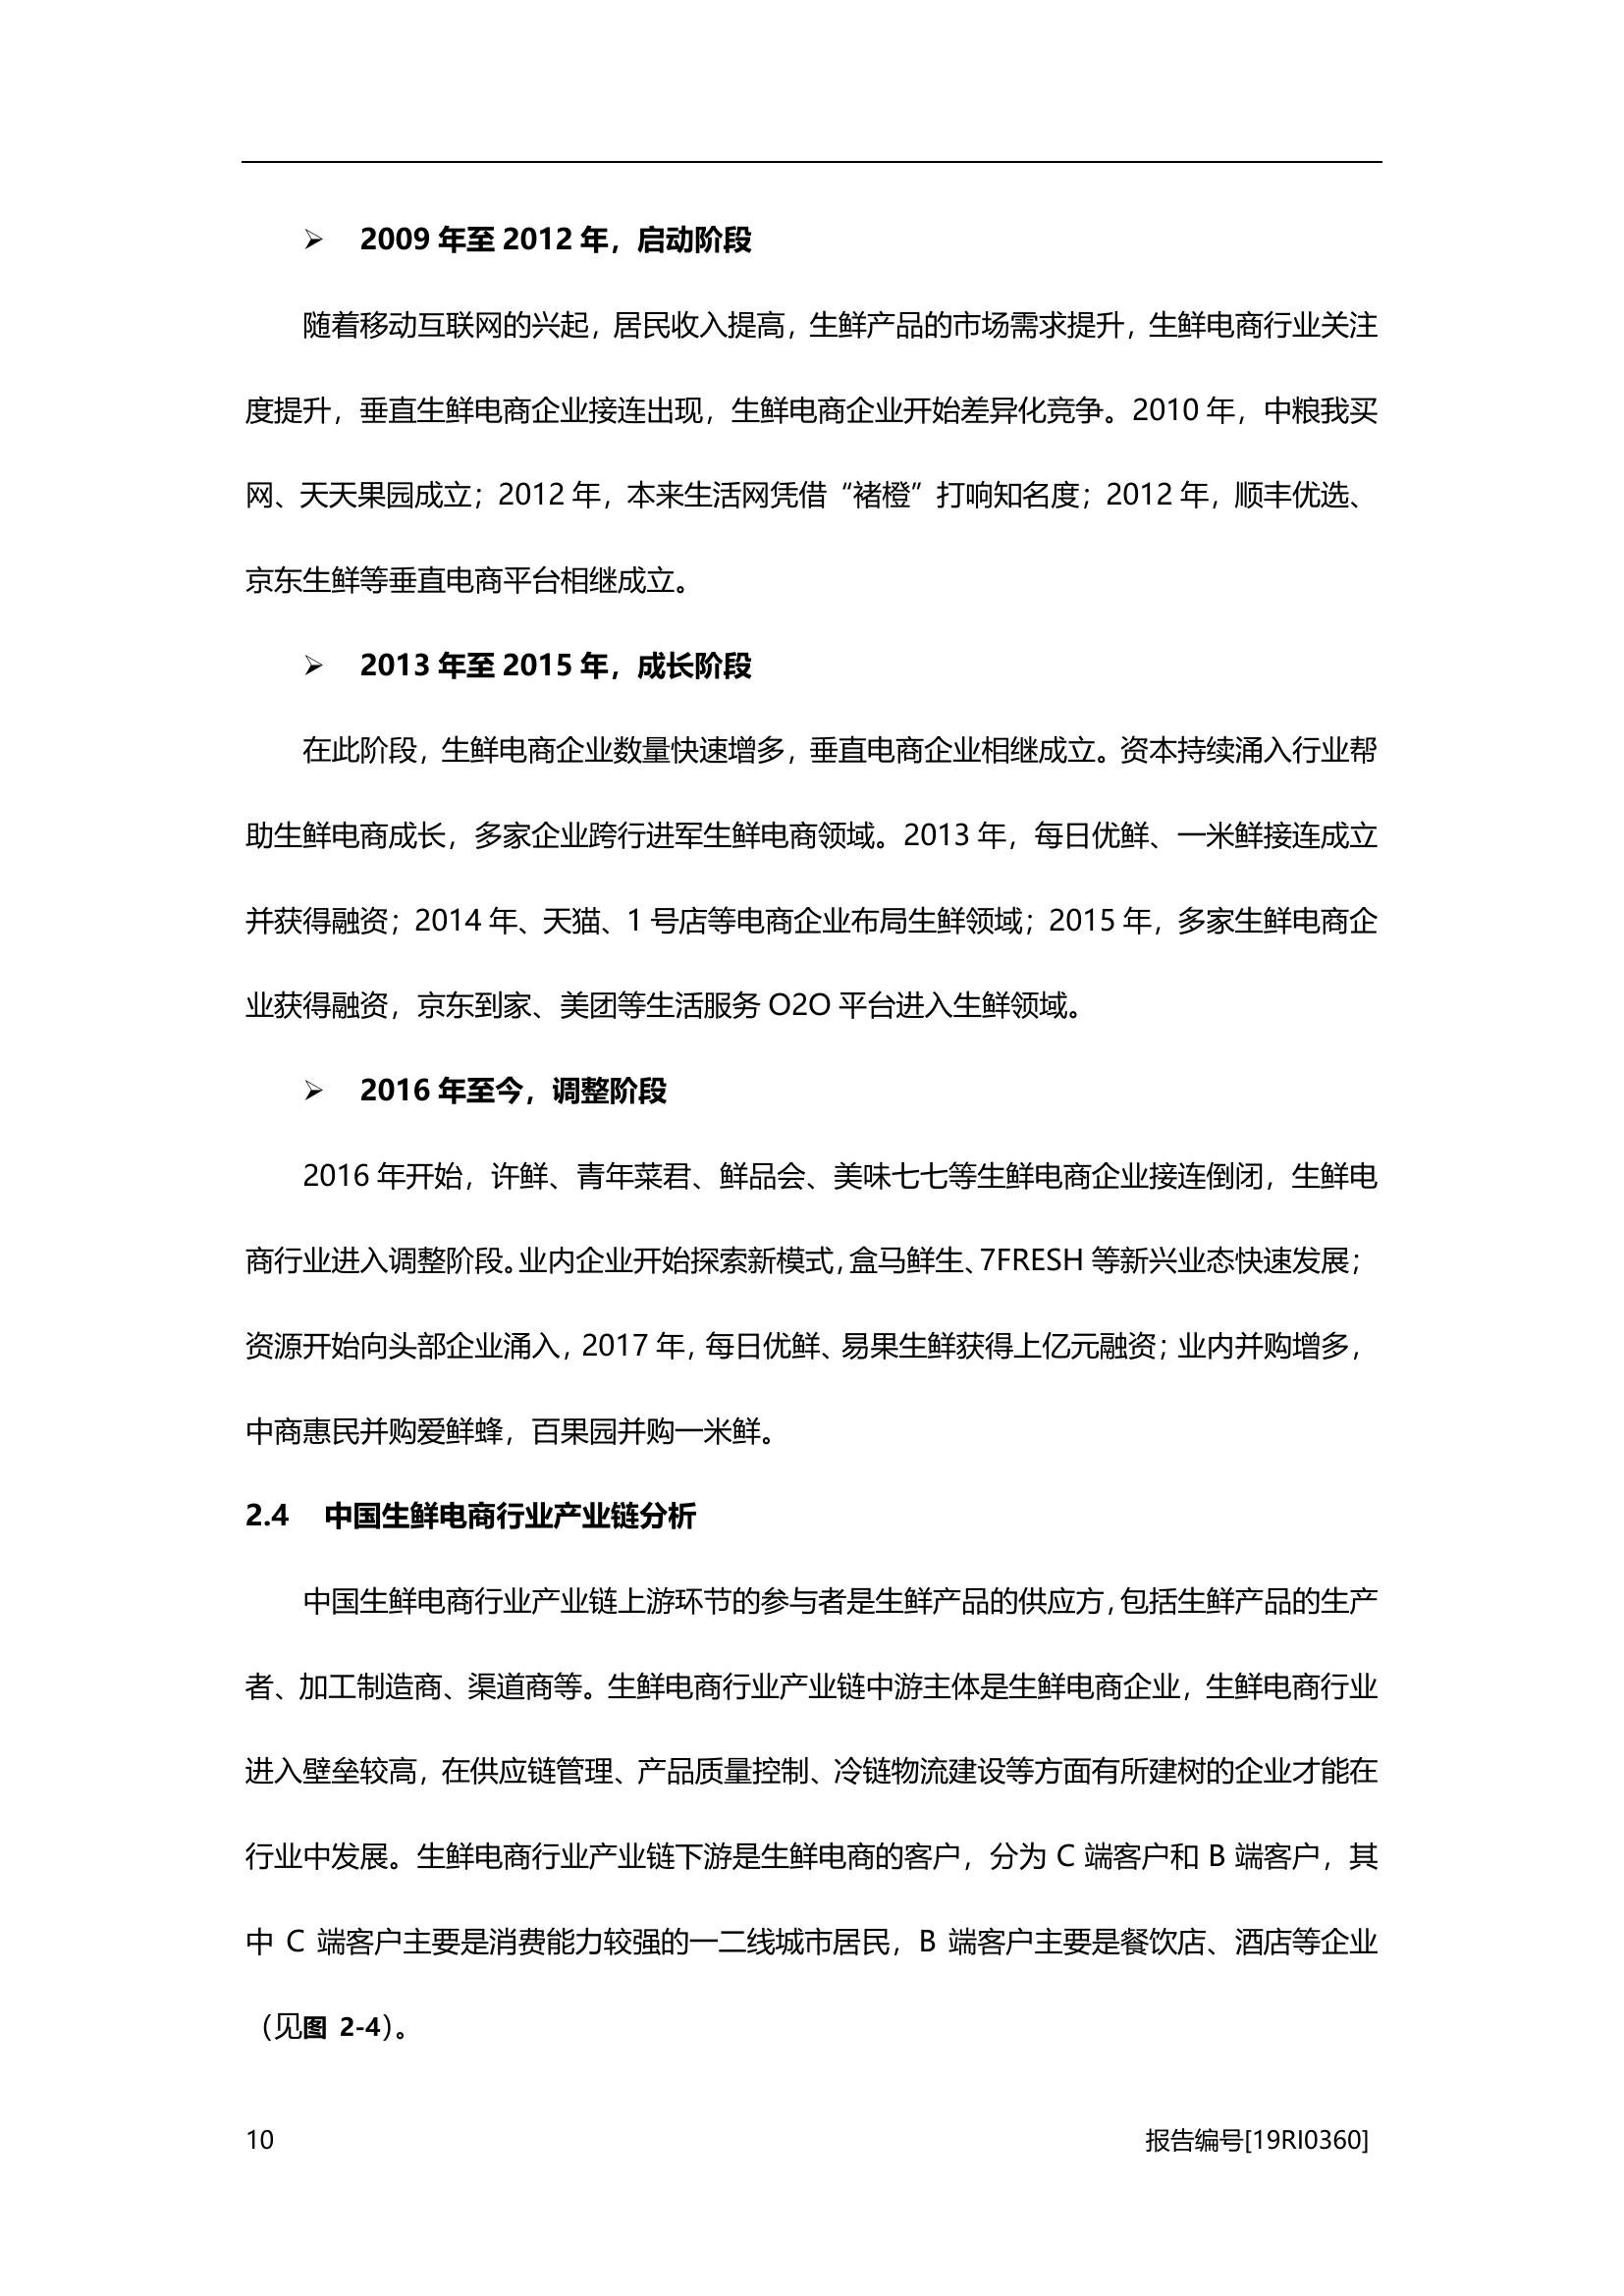 ➢ 2009 年至 2012 年，启动阶段
随着移动互联网的兴起，居民收入提高，生鲜产品的市场需求提升，生鲜电商行业关注
度提升，垂直生鲜电商企业接连出现，生鲜电商企业开始差异化竞争。2010 年，中粮我买
网、天天果园成立；2012 年，本来生活网凭借“褚橙”打响知名度；2012 年，顺丰优选、
京东生鲜等垂直电商平台相继成立。
➢ 2013 年至 2015 年，成长阶段
在此阶段，生鲜电商企业数量快速增多，垂直电商企业相继成立。资本持续涌入行业帮
助生鲜电商成长，多家企业跨行进军生鲜电商领域。2013 年，每日优鲜、一米鲜接连成立
并获得融资；2014 年、天猫、1 号店等电商企业布局生鲜领域；2015 年，多家生鲜电商企
业获得融资，京东到家、美团等生活服务 O2O 平台进入生鲜领域。
➢ 2016 年至今，调整阶段
2016 年开始，许鲜、青年菜君、鲜品会、美味七七等生鲜电商企业接连倒闭，生鲜电
商行业进入调整阶段。业内企业开始探索新模式，盒马鲜生、7FRESH 等新兴业态快速发展；
资源开始向头部企业涌入，2017 年，每日优鲜、易果生鲜获得上亿元融资；业内并购增多，
中商惠民并购爱鲜蜂，百果园并购一米鲜。
2.4 中国生鲜电商行业产业链分析
中国生鲜电商行业产业链上游环节的参与者是生鲜产品的供应方，包括生鲜产品的生产
者、加工制造商、渠道商等。生鲜电商行业产业链中游主体是生鲜电商企业，生鲜电商行业
进入壁垒较高，在供应链管理、产品质量控制、冷链物流建设等方面有所建树的企业才能在
行业中发展。生鲜电商行业产业链下游是生鲜电商的客户，分为 C 端客户和 B 端客户，其
中 C 端客户主要是消费能力较强的一二线城市居民，B 端客户主要是餐饮店、酒店等企业
（见图 2-4）。
10 报告编号[19RI0360]